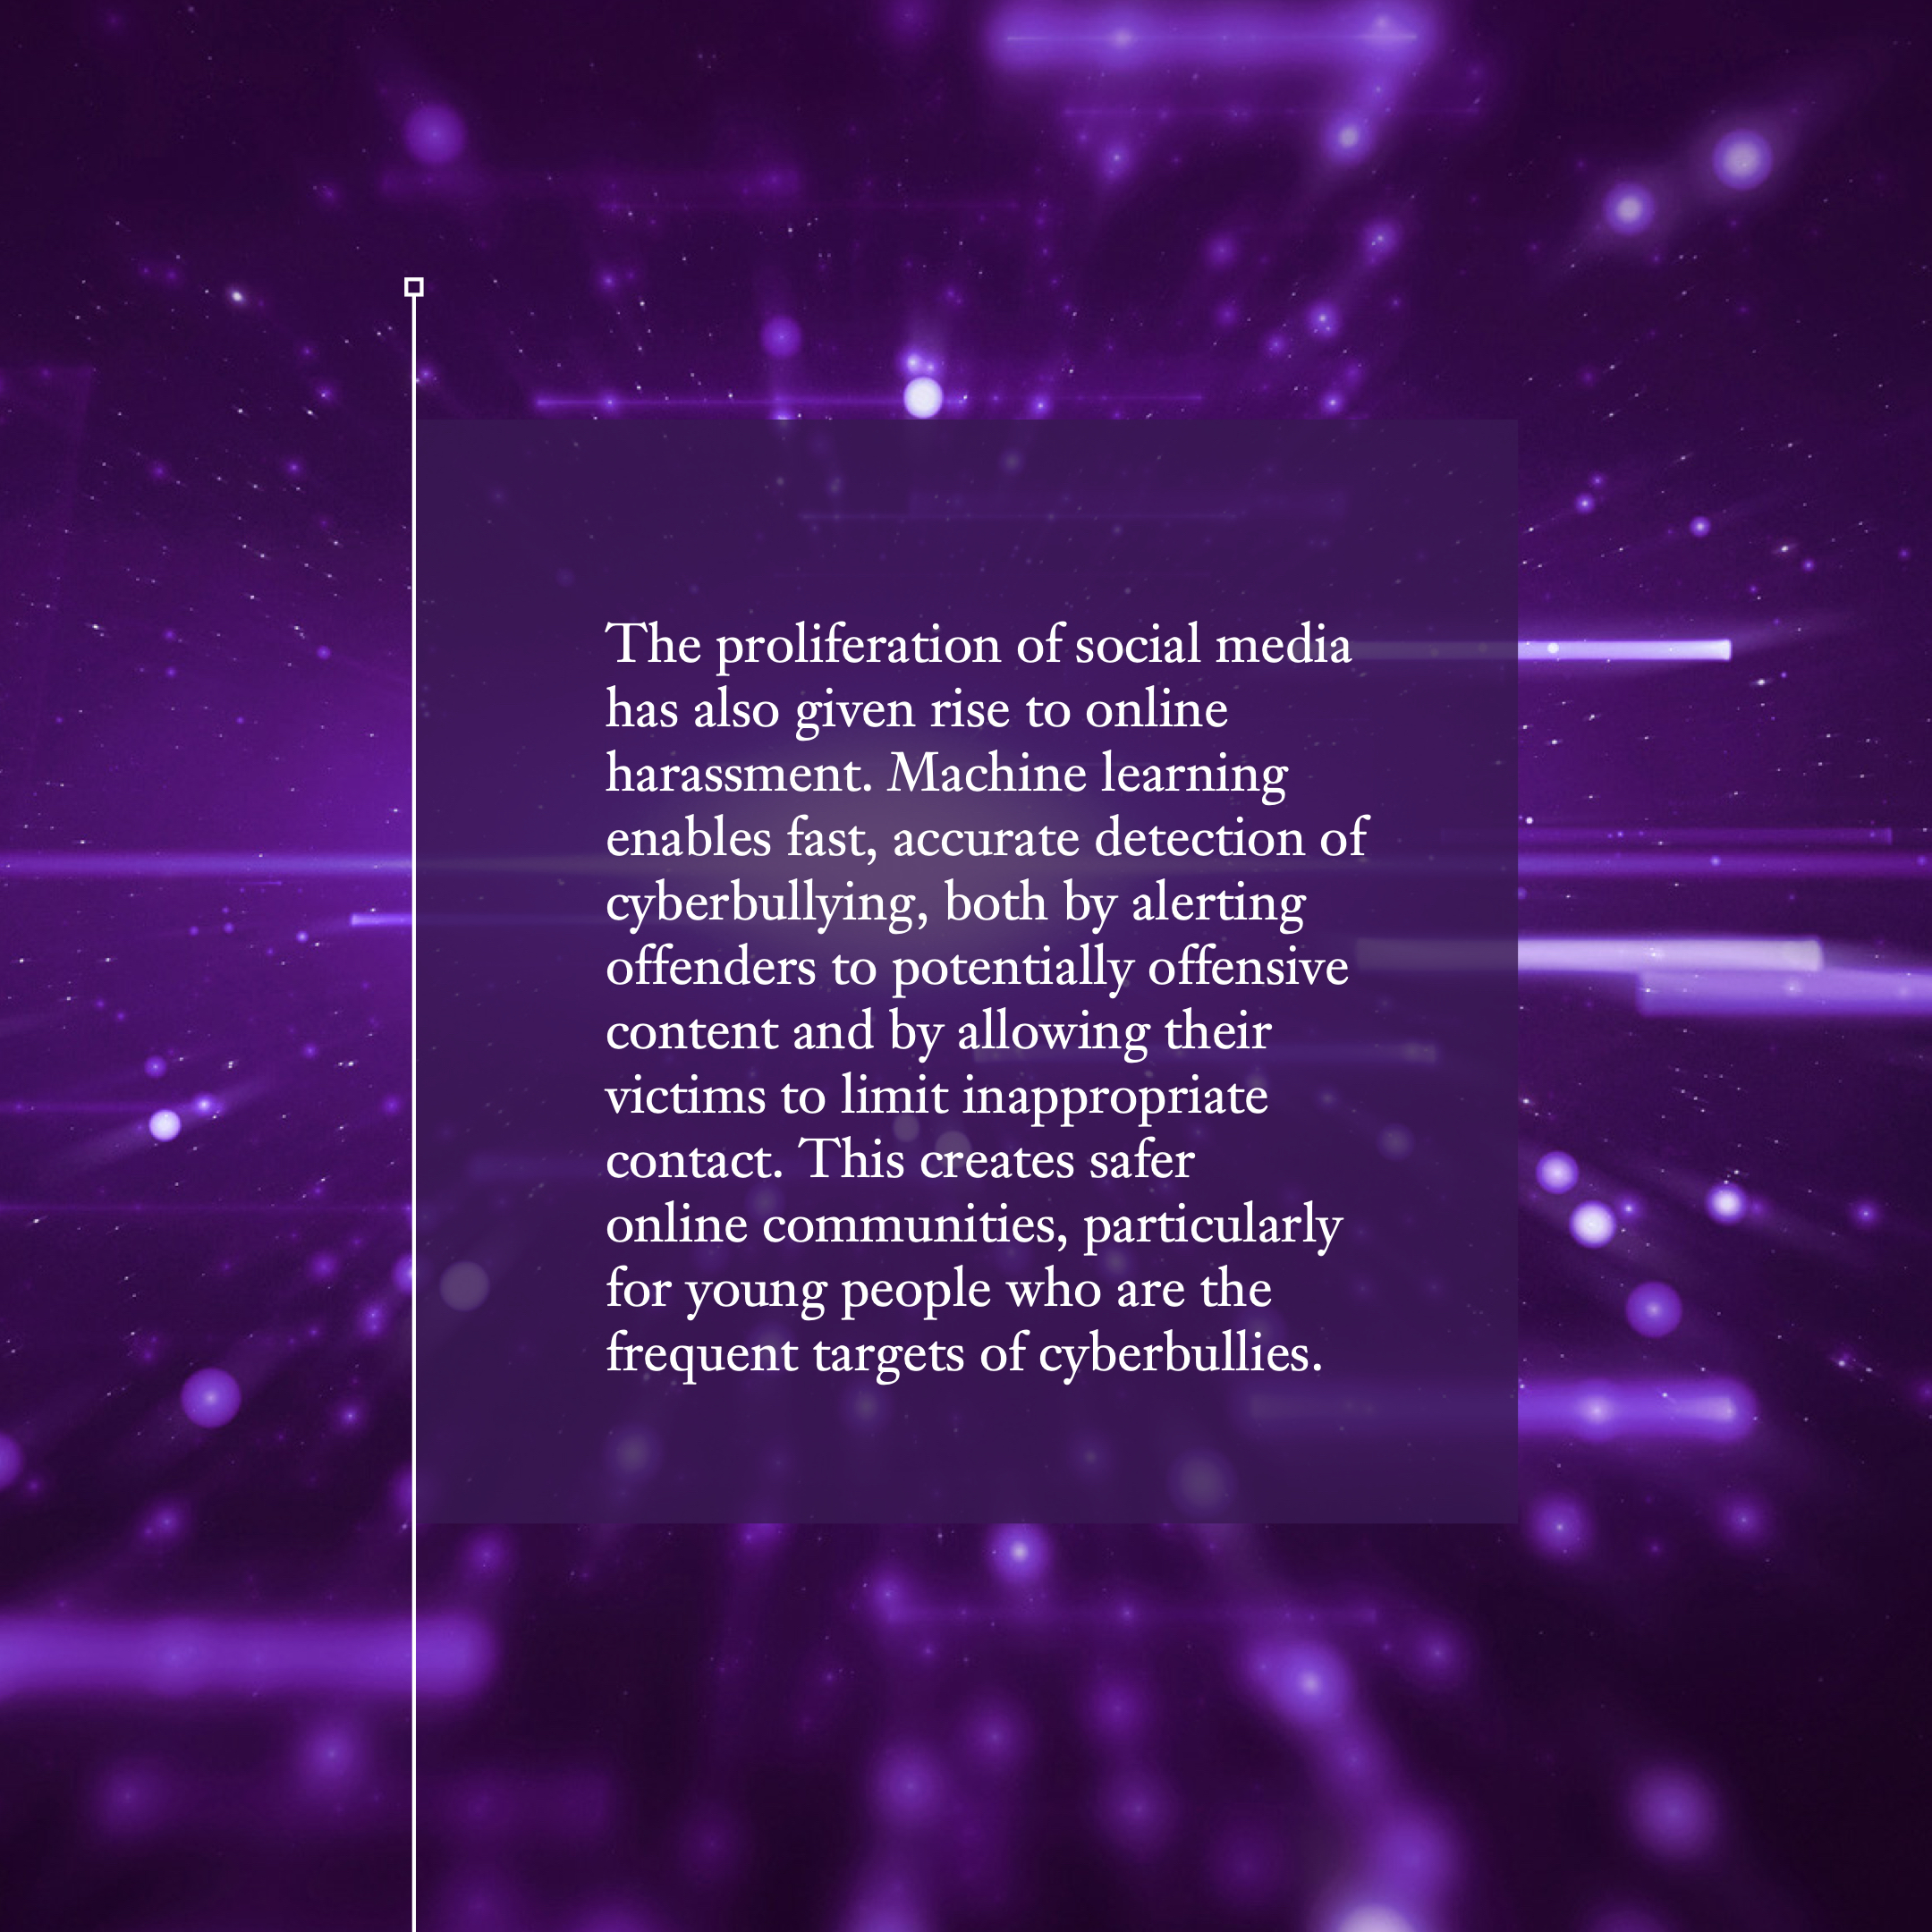 The proliferation of social media
has also given rise to online
harassment. Machine learning
enables fast, accurate detection of
cyberbullying, both by alerting
offenders to potentially offensive
content and by allowing their
victims to limit inappropriate
contact. This creates safer
online communities, particularly
for young people who are the
frequent targets of cyberbullies.